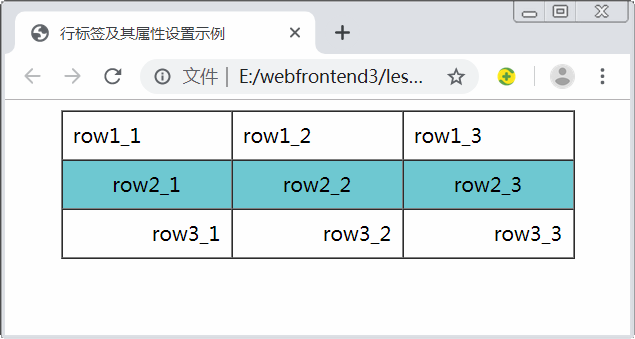 行标签及其属性设置示例
文件 | E:/webfrontend3/les...
row1_1 row1_2 row1_3
row2_1 row2_2 row2_3
row3_1 row3_2 row3_3